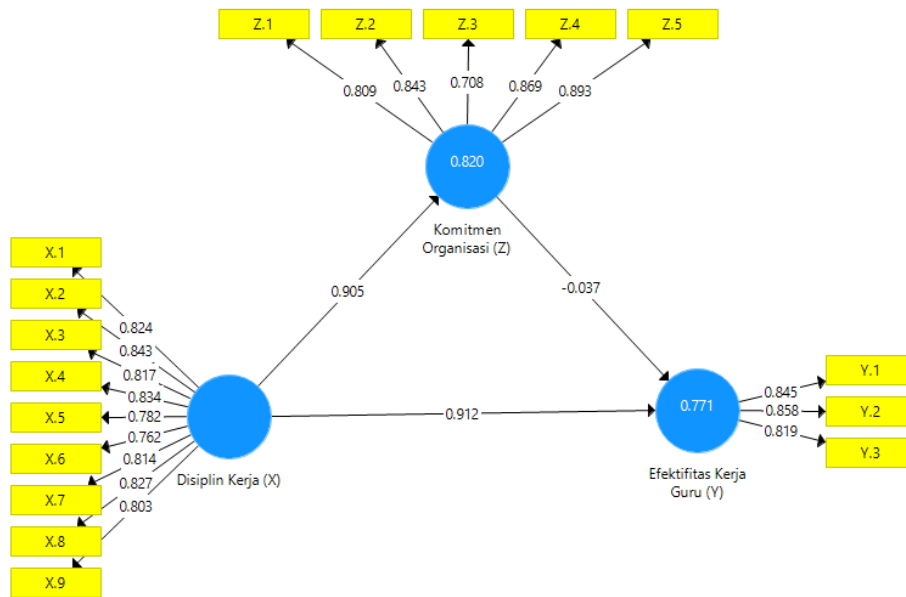 Z.1
Z.2
Z.3
Z.4
Z.5
0.809
0.843
0.708
0.869
0.893
0.820
Komitmen
Organisasi (Z)
X.1
X.2
X.3
X.4
X.5
X.6
X.7
X.8
X.9
0.824
0.843
0.817
0.834
0.782
0.762
0.814
0.827
0.803
Disiplin Kerja (X)
0.905
-0.037
0.912
0.771
Efektifitas Kerja
Guru (Y)
0.845
0.858
0.819
Y.1
Y.2
Y.3